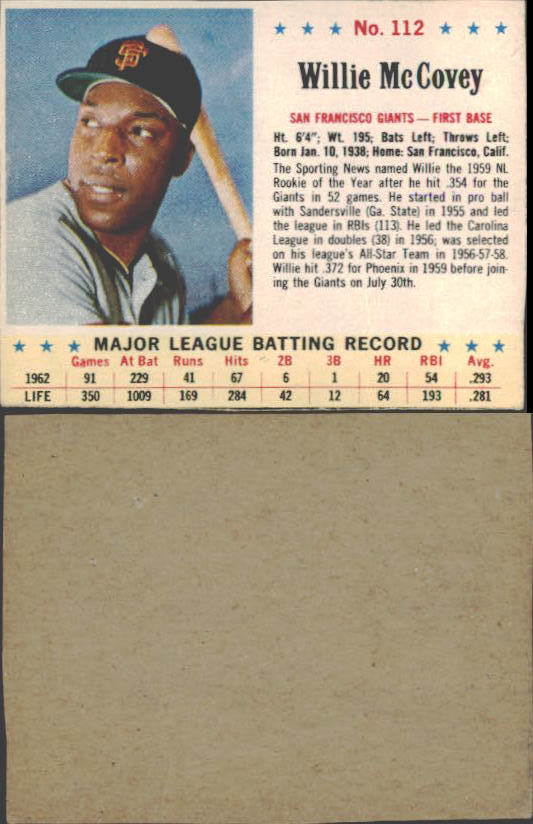 ★ ★ ★ No. 112 ★ ★ ★
Willie McCovey
SAN FRANCISCO GIANTS — FIRST BASE
Ht. 6'4"; Wt. 195; Bats Left; Throws Left;
Born Jan. 10, 1938; Home: San Francisco, Calif.
The Sporting News named Willie the 1959 NL
Rookie of the Year after he hit .354 for the
Giants in 52 games. He started in pro ball
with Sandersville (Ga. State) in 1955 and led
the league in RBIs (113). He led the Carolina
League in doubles (38) in 1956; was selected
on his league's All-Star Team in 1956-57-58.
Willie hit .372 for Phoenix in 1959 before join-
ing the Giants on July 30th.
SF
★ ★ ★ MAJOR LEAGUE BATTING RECORD ★ ★ ★
Games At Bat Runs Hits 2B 3B HR RBI Avg.
1962 91 229 41 67 6 1 20 54 .293
LIFE 350 1009 169 284 42 12 64 193 .281